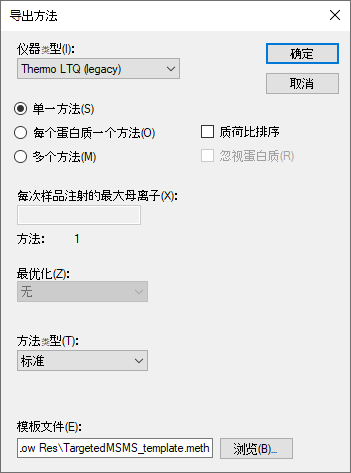 导出方法
仪器类型(I):
确定
Thermo LTQ (legacy)
取消
单一方法(S)
每个蛋白质一个方法(O)
质荷比排序
多个方法(M)
忽视蛋白质(R)
每次样品注射的最大母离子(X):
方法: 1
最优化(Z):
无
方法类型(T):
标准
模板文件(E):
.ow Res\TargetedMSMS_template.meth
浏览(B)...